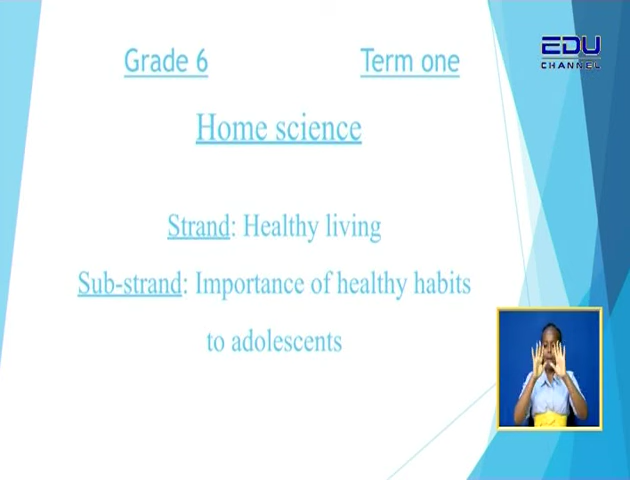 Grade 6 Term one
EDU
CHANNEL
Home science
Strand: Healthy living
Sub-strand: Importance of healthy habits
to adolescents